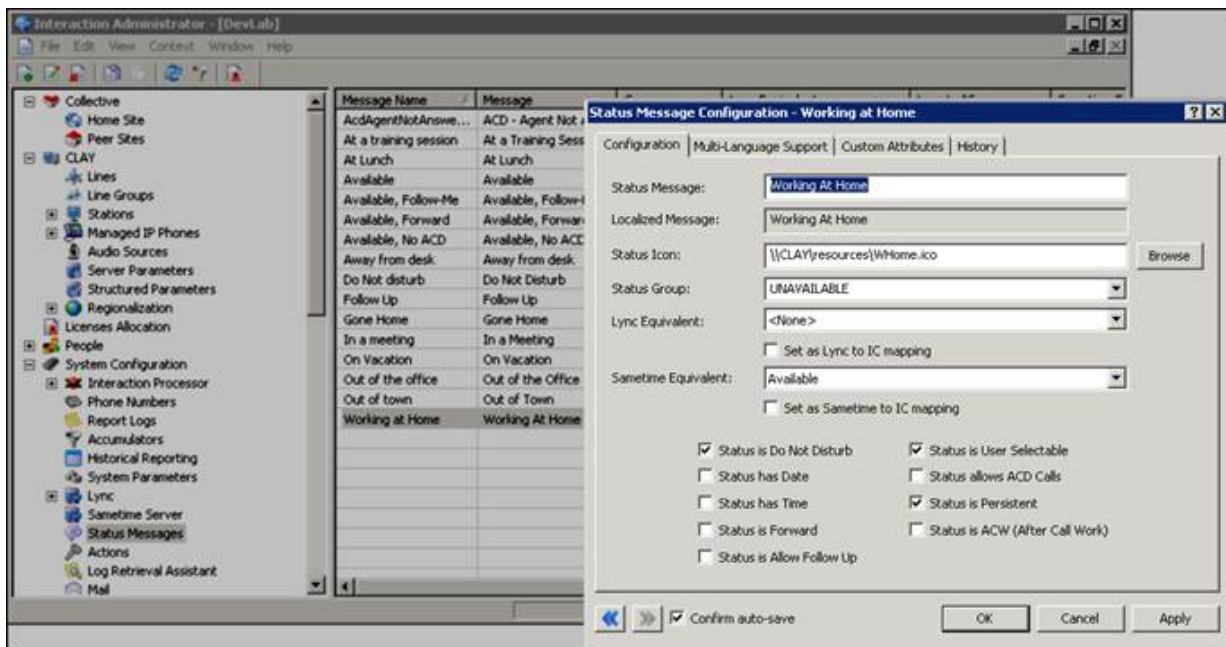 Interaction Administrator - [DevLab]
File Edit View Context Window Help
Collective
Home Site
Peer Sites
CLAY
Lines
Line Groups
Stations
Managed IP Phones
Audio Sources
Server Parameters
Structured Parameters
Regionalization
Licenses Allocation
People
System Configuration
Interaction Processor
Phone Numbers
Report Logs
Accumulators
Historical Reporting
System Parameters
Lync
Sametime Server
Status Messages
Actions
Log Retrieval Assistant
Mail
Message Name Message
AcdAgentNotAnswe... ACD - Agent Not
At a training session At a Training Sess
At Lunch At Lunch
Available Available
Available, Follow-Me Available, Follow-
Available, Forward Available, Forwar
Available, No ACD Available, No ACD
Away from desk Away from desk
Do Not disturb Do Not Disturb
Follow Up Follow Up
Gone Home Gone Home
In a meeting In a Meeting
On Vacation On Vacation
Out of the office Out of the Office
Out of town Out of Town
Working at Home Working At Home
Status Message Configuration - Working at Home
Configuration Multi-Language Support Custom Attributes History
Status Message: Working At Home
Localized Message: Working At Home
Status Icon: \\CLAY\resources\WHome.ico Browse
Status Group: UNAVAILABLE
Lync Equivalent: <None>
Set as Lync to IC mapping
Sametime Equivalent: Available
Set as Sametime to IC mapping
Status is Do Not Disturb Status is User Selectable
Status has Date Status allows ACD Calls
Status has Time Status is Persistent
Status is Forward Status is ACW (After Call Work)
Status is Allow Follow Up
Confirm auto-save OK Cancel Apply